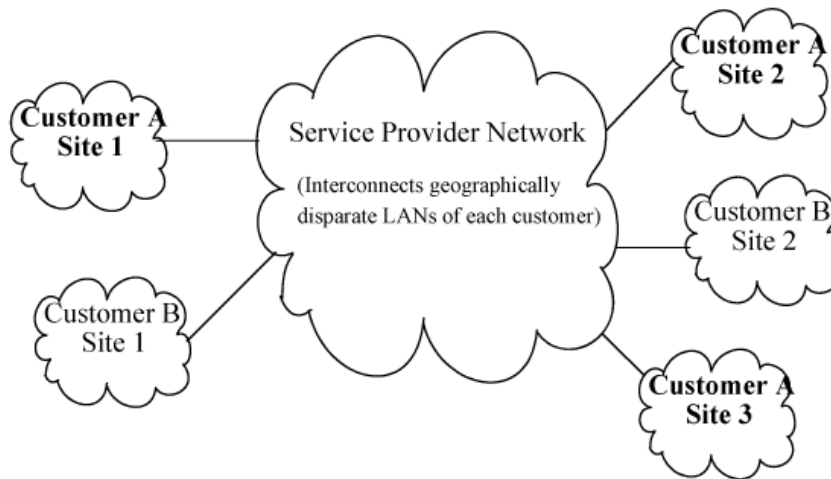 Customer A
Site 1
Customer B
Site 1
Service Provider Network
(Interconnects geographically
disparate LANs of each customer)
Customer A
Site 2
Customer B
Site 2
Customer A
Site 3